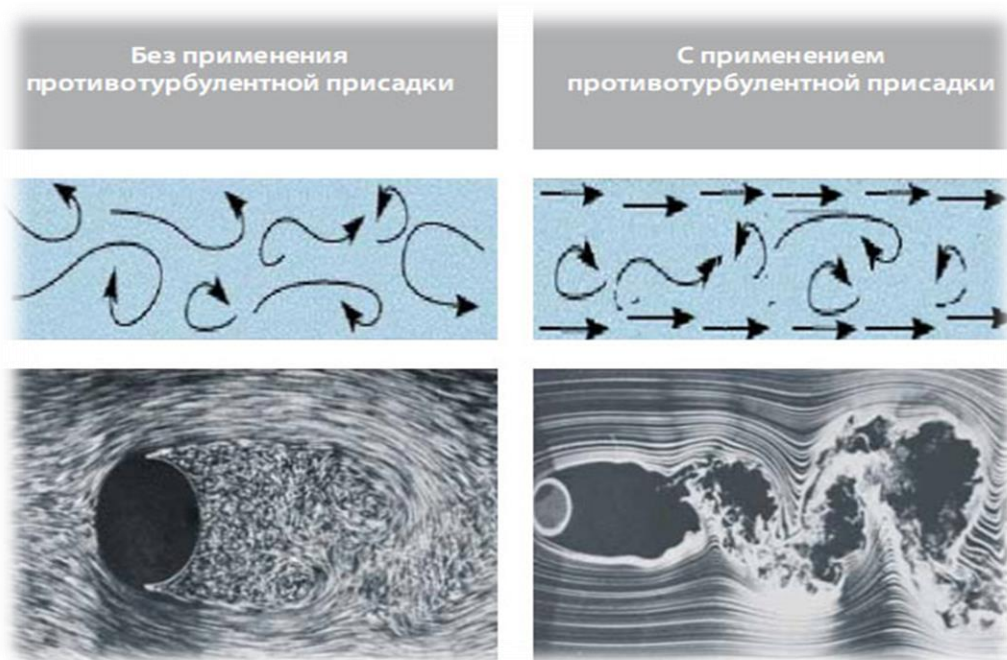 Без применения
противотурбулентной присадки
С применением
противотурбулентной присадки